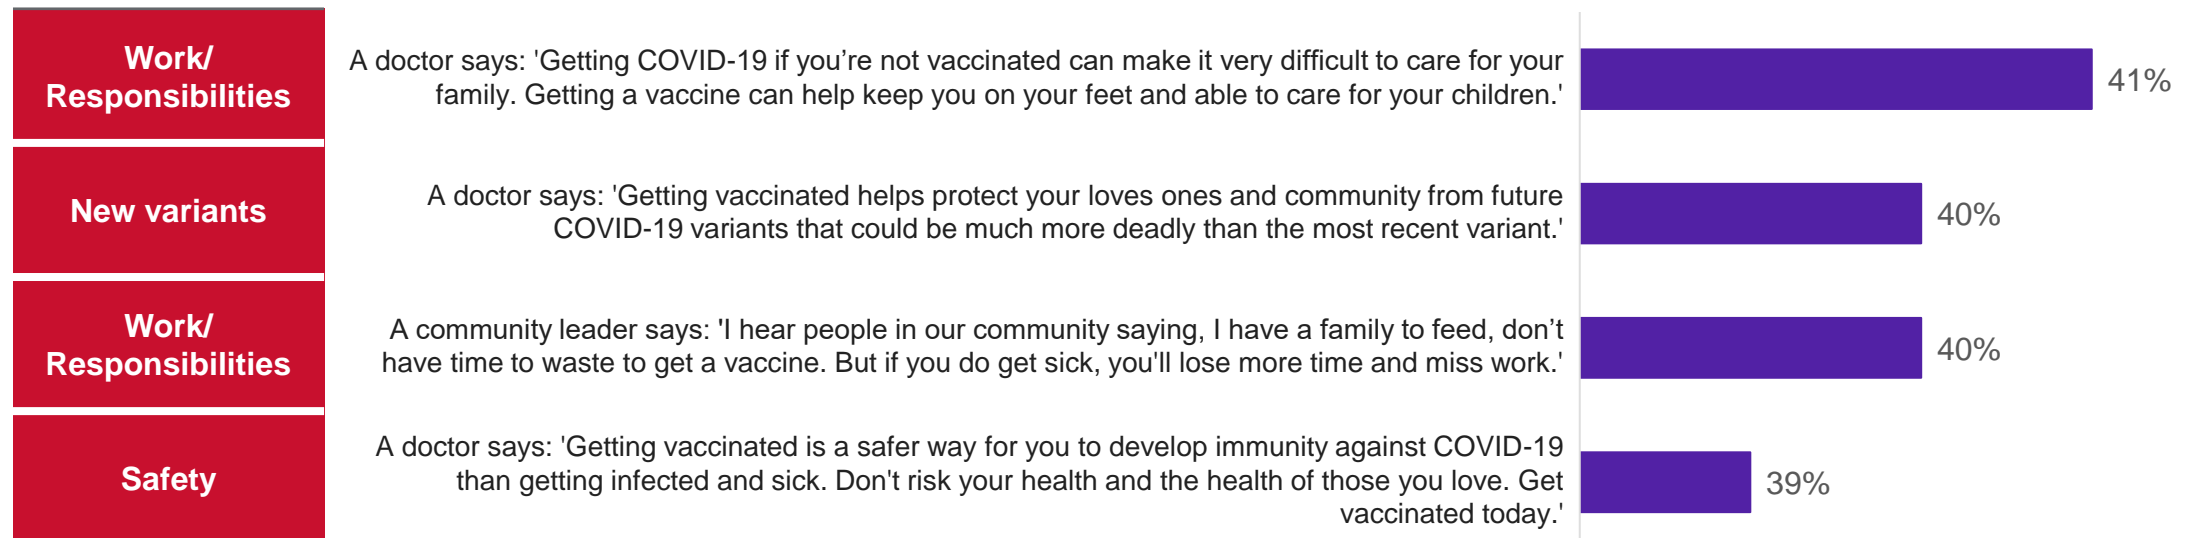 Work/
Responsibilities
A doctor says: 'Getting COVID-19 if you’re not vaccinated can make it very difficult to care for your
family. Getting a vaccine can help keep you on your feet and able to care for your children.'
41%
New variants
A doctor says: 'Getting vaccinated helps protect your loves ones and community from future
COVID-19 variants that could be much more deadly than the most recent variant.'
40%
Work/
Responsibilities
A community leader says: 'I hear people in our community saying, I have a family to feed, don’t
have time to waste to get a vaccine. But if you do get sick, you'll lose more time and miss work.'
40%
Safety
A doctor says: 'Getting vaccinated is a safer way for you to develop immunity against COVID-19
than getting infected and sick. Don't risk your health and the health of those you love. Get
vaccinated today.'
39%